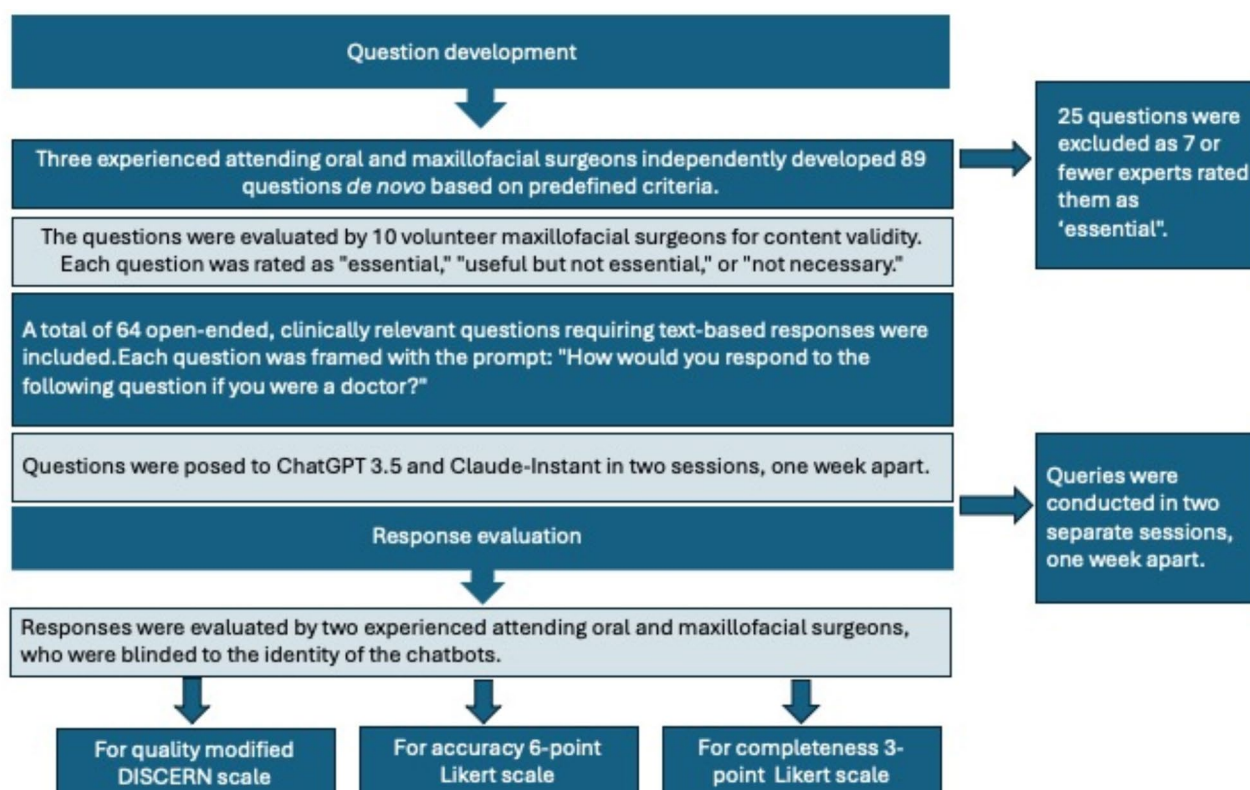 Question development
Three experienced attending oral and maxillofacial surgeons independently developed 89
questions de novo based on predefined criteria.
25 questions were
excluded as 7 or
fewer experts rated
them as
‘essential".
The questions were evaluated by 10 volunteer maxillofacial surgeons for content validity.
Each question was rated as "essential," "useful but not essential," or "not necessary."
A total of 64 open-ended, clinically relevant questions requiring text-based responses were
included.Each question was framed with the prompt: "How would you respond to the
following question if you were a doctor?"
Questions were posed to ChatGPT 3.5 and Claude-Instant in two sessions, one week apart.
Queries were
conducted in two
separate sessions,
one week apart.
Response evaluation
Responses were evaluated by two experienced attending oral and maxillofacial surgeons,
who were blinded to the identity of the chatbots.
For quality modified
DISCERN scale
For accuracy 6-point
Likert scale
For completeness 3-
point Likert scale